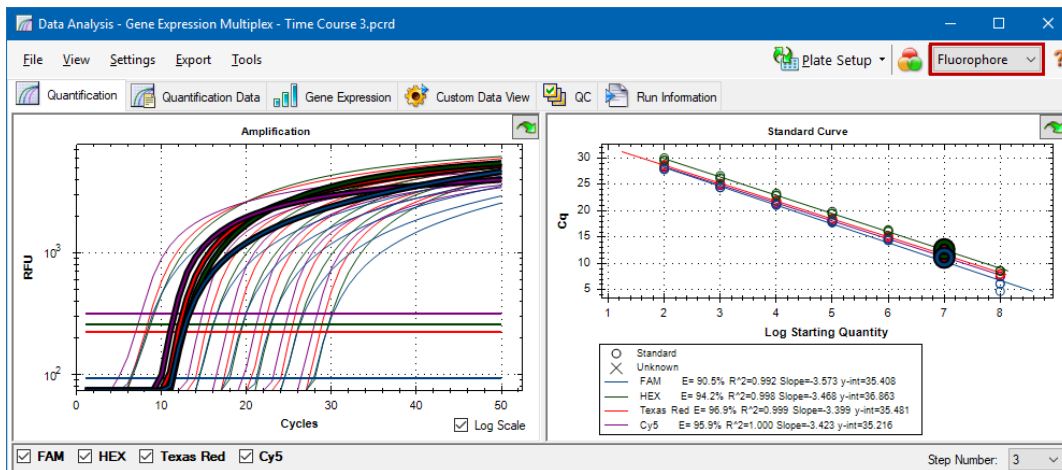 Data Analysis - Gene Expression Multiplex - Time Course 3.pcrd
File View Settings Export Tools Plate Setup Fluorophore ?
Quantification Quantification Data Gene Expression Custom Data View QC Run Information
Amplification
RFU
10^3
10^2
0 10 20 30 40 50
Cycles
Log Scale
Standard Curve
Cq
30
25
20
15
10
5
1 2 3 4 5 6 7 8
Log Starting Quantity
Standard
Unknown
FAM E= 90.5% R^2=0.992 Slope=-3.573 y-int=35.408
HEX E= 94.2% R^2=0.998 Slope=-3.468 y-int=36.863
Texas Red E= 96.9% R^2=0.999 Slope=-3.399 y-int=35.481
Cy5 E= 95.9% R^2=1.000 Slope=-3.423 y-int=35.216
FAM HEX Texas Red Cy5 Step Number: 3